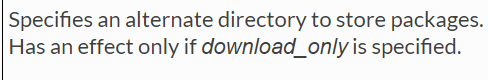 Specifies an alternate directory to store packages.
Has an effect only if download_only is specified.